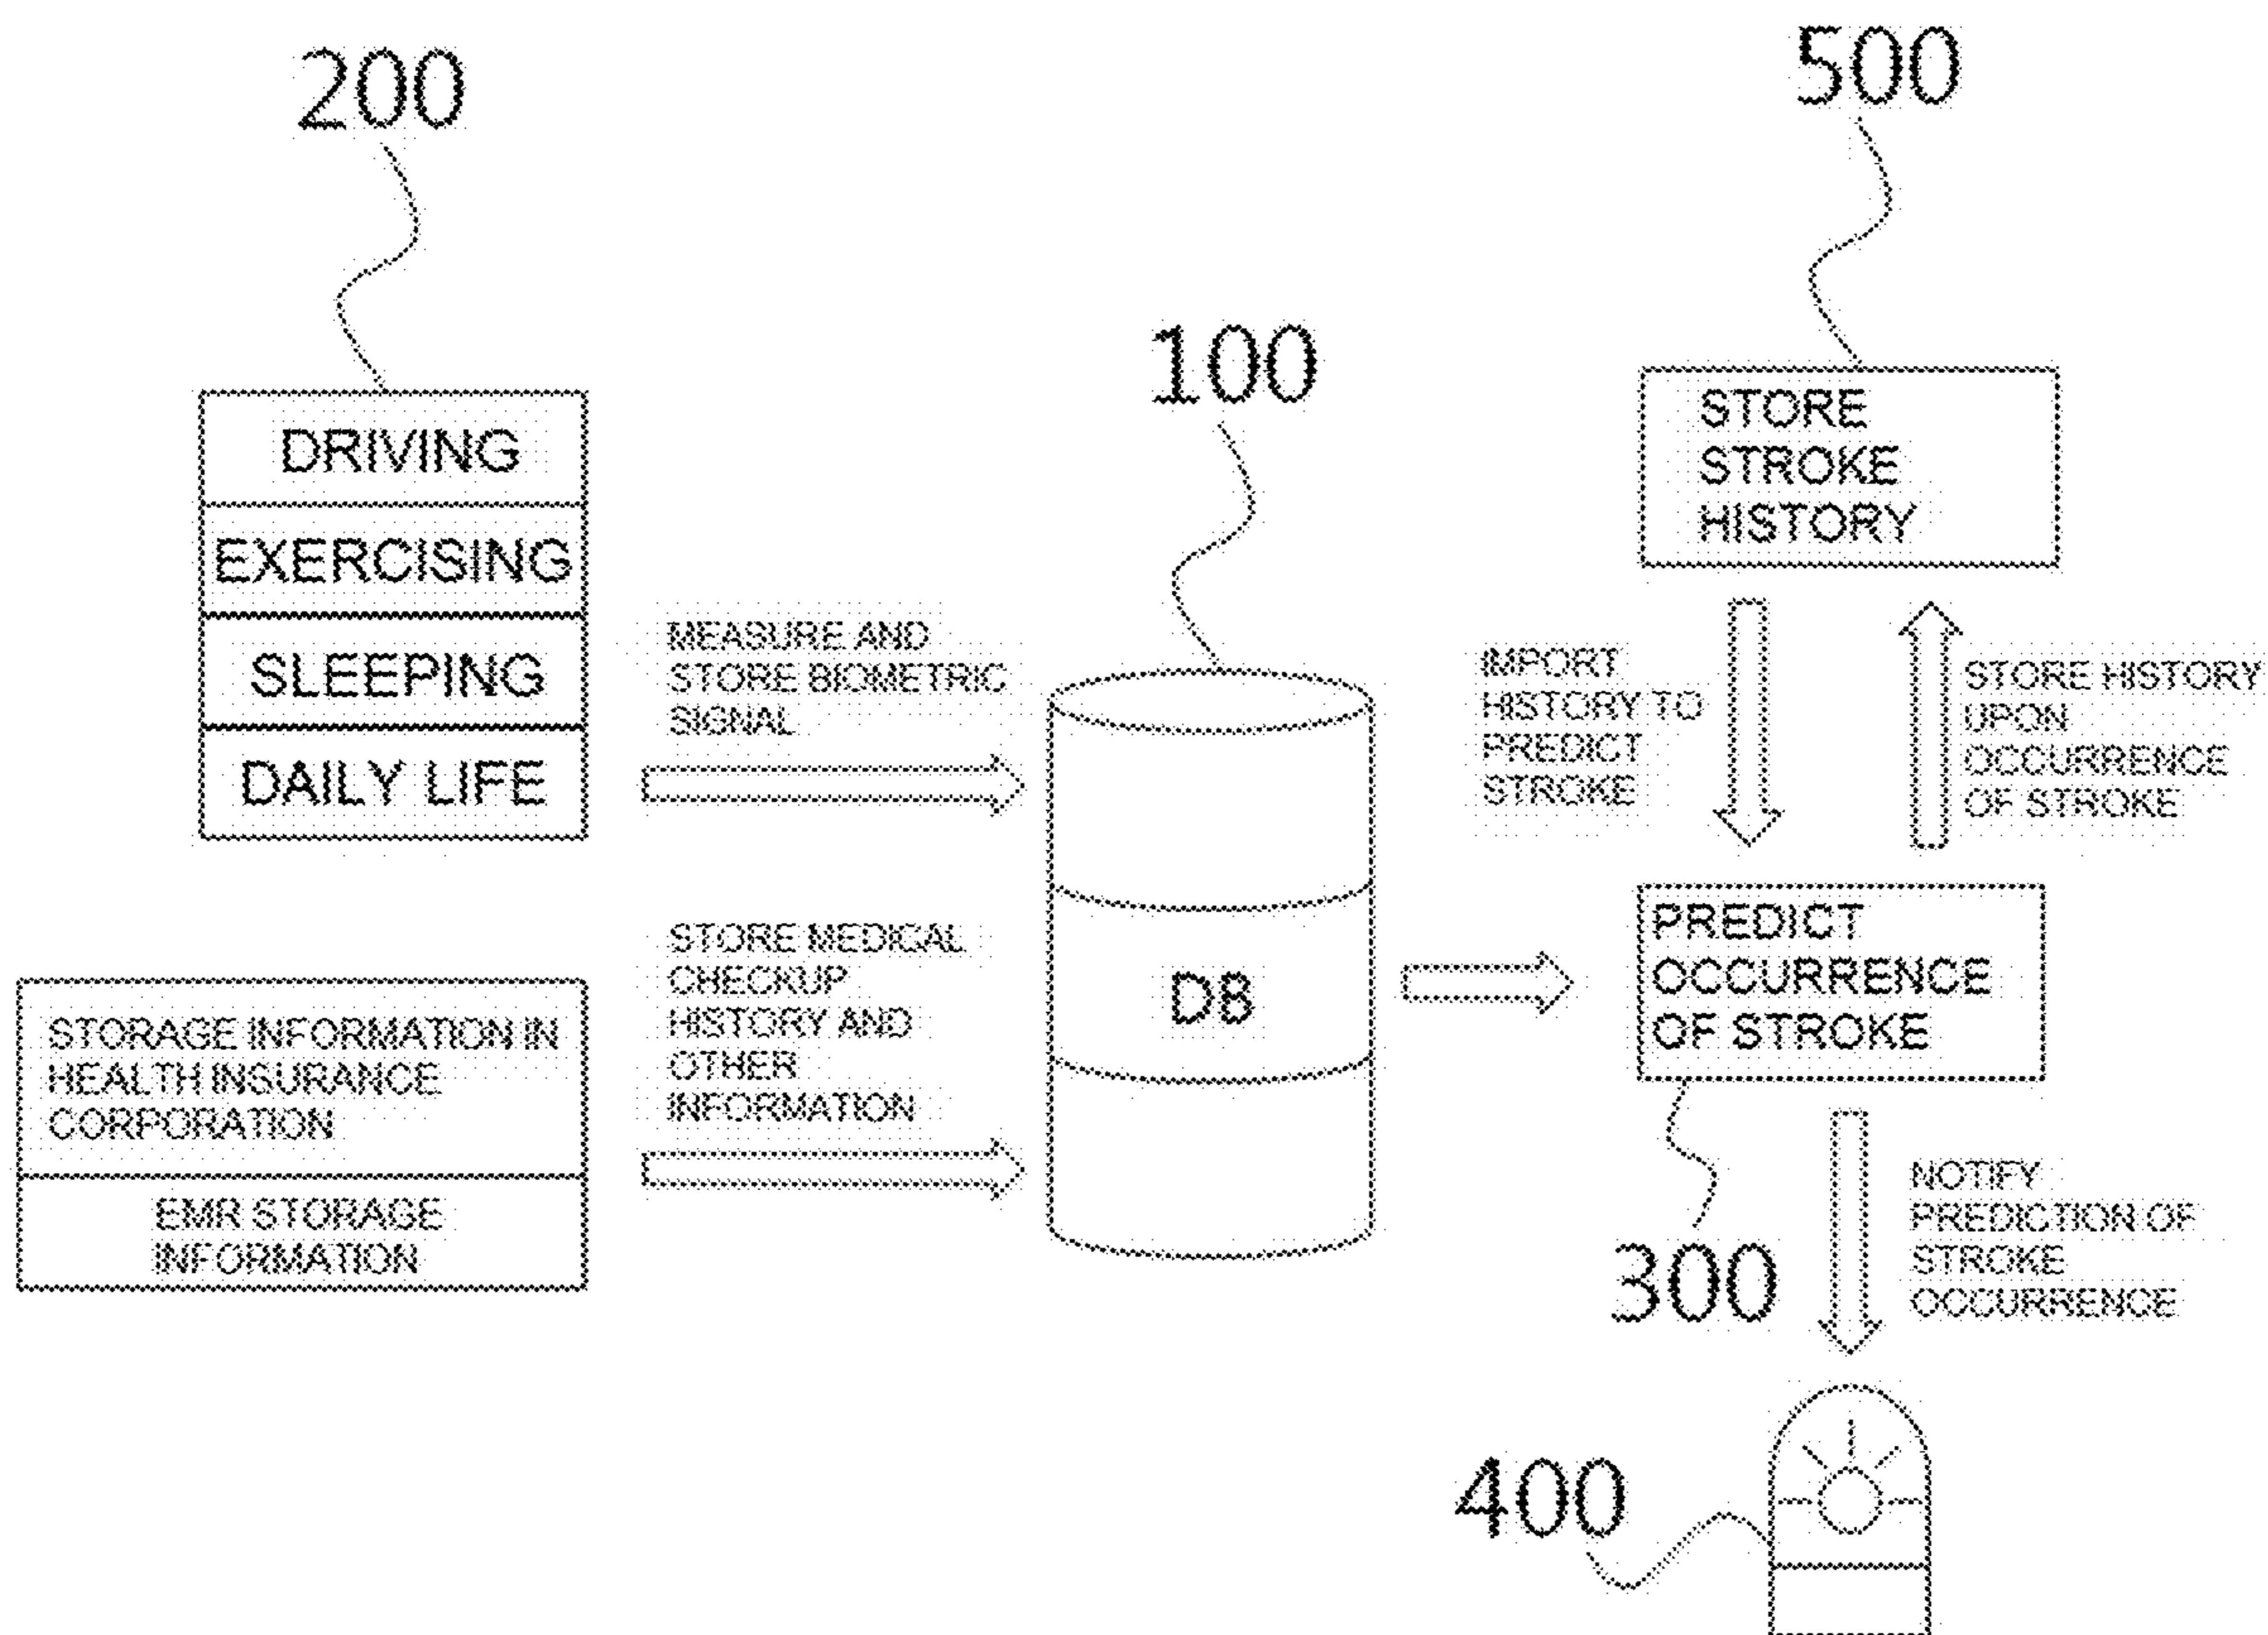 200
DRIVING
EXERCISING
SLEEPING
DAILY LIFE
STORAGE INFORMATION IN
HEALTH INSURANCE
CORPORATION
EMR STORAGE
INFORMATION
MEASURE AND
STORE BIOMETRIC
SIGNAL
STORE MEDICAL
CHECKUP
HISTORY AND
OTHER
INFORMATION
100
DB
500
STORE
STROKE
HISTORY
IMPORT
HISTORY TO
PREDICT
STROKE
STORE HISTORY
UPON
OCCURRENCE
OF STROKE
PREDICT
OCCURRENCE
OF STROKE
300
NOTIFY
PREDICTION OF
STROKE
OCCURRENCE
400